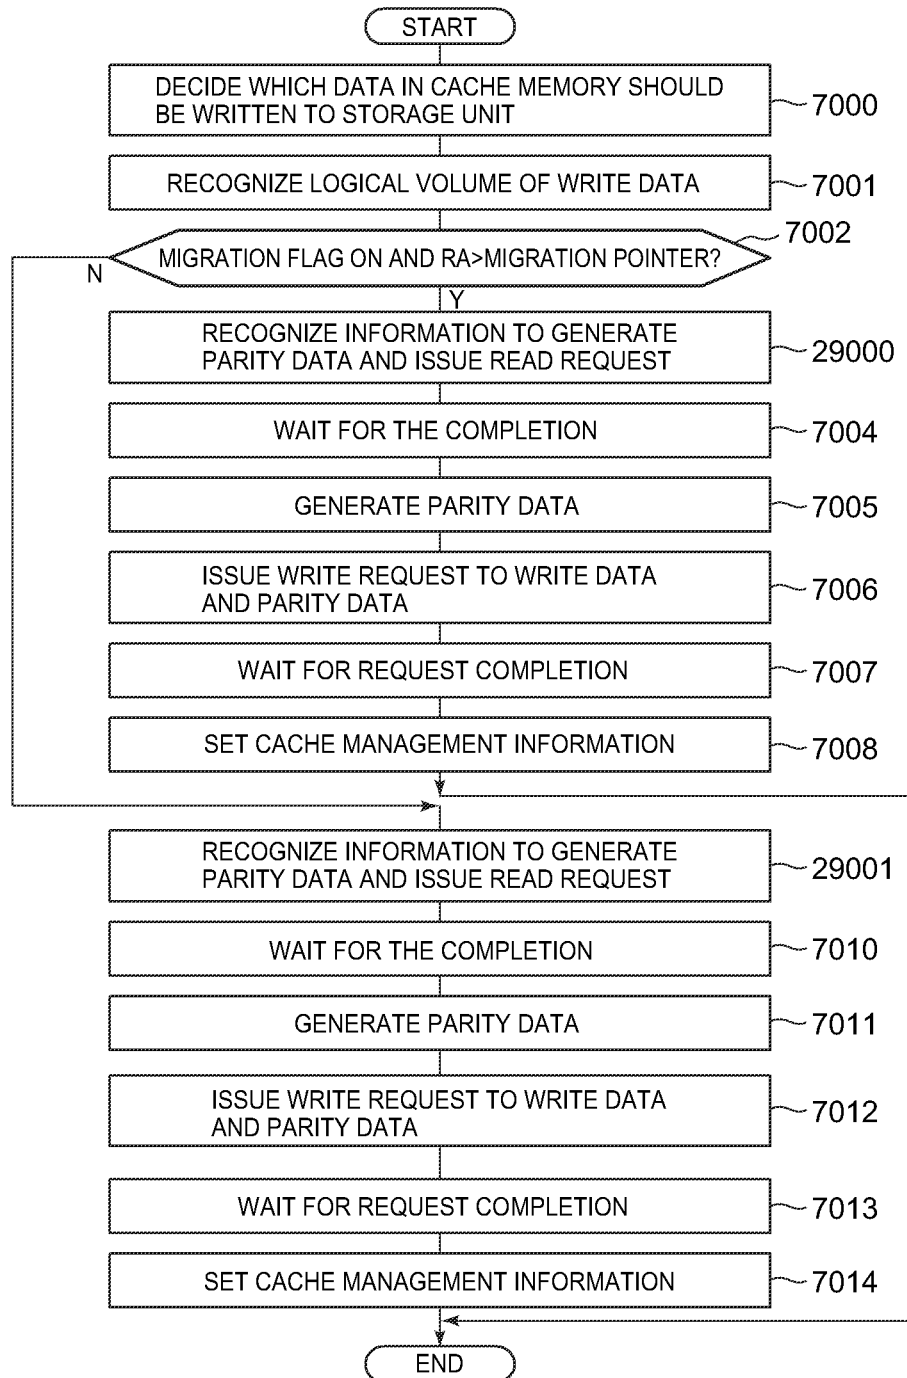 START
DECIDE WHICH DATA IN CACHE MEMORY SHOULD
BE WRITTEN TO STORAGE UNIT
7000
RECOGNIZE LOGICAL VOLUME OF WRITE DATA
7001
7002
MIGRATION FLAG ON AND RA>MIGRATION POINTER?
N
Y
RECOGNIZE INFORMATION TO GENERATE
PARITY DATA AND ISSUE READ REQUEST
29000
WAIT FOR THE COMPLETION
7004
GENERATE PARITY DATA
7005
ISSUE WRITE REQUEST TO WRITE DATA
AND PARITY DATA
7006
WAIT FOR REQUEST COMPLETION
7007
SET CACHE MANAGEMENT INFORMATION
7008
RECOGNIZE INFORMATION TO GENERATE
PARITY DATA AND ISSUE READ REQUEST
29001
WAIT FOR THE COMPLETION
7010
GENERATE PARITY DATA
7011
ISSUE WRITE REQUEST TO WRITE DATA
AND PARITY DATA
7012
WAIT FOR REQUEST COMPLETION
7013
SET CACHE MANAGEMENT INFORMATION
7014
END